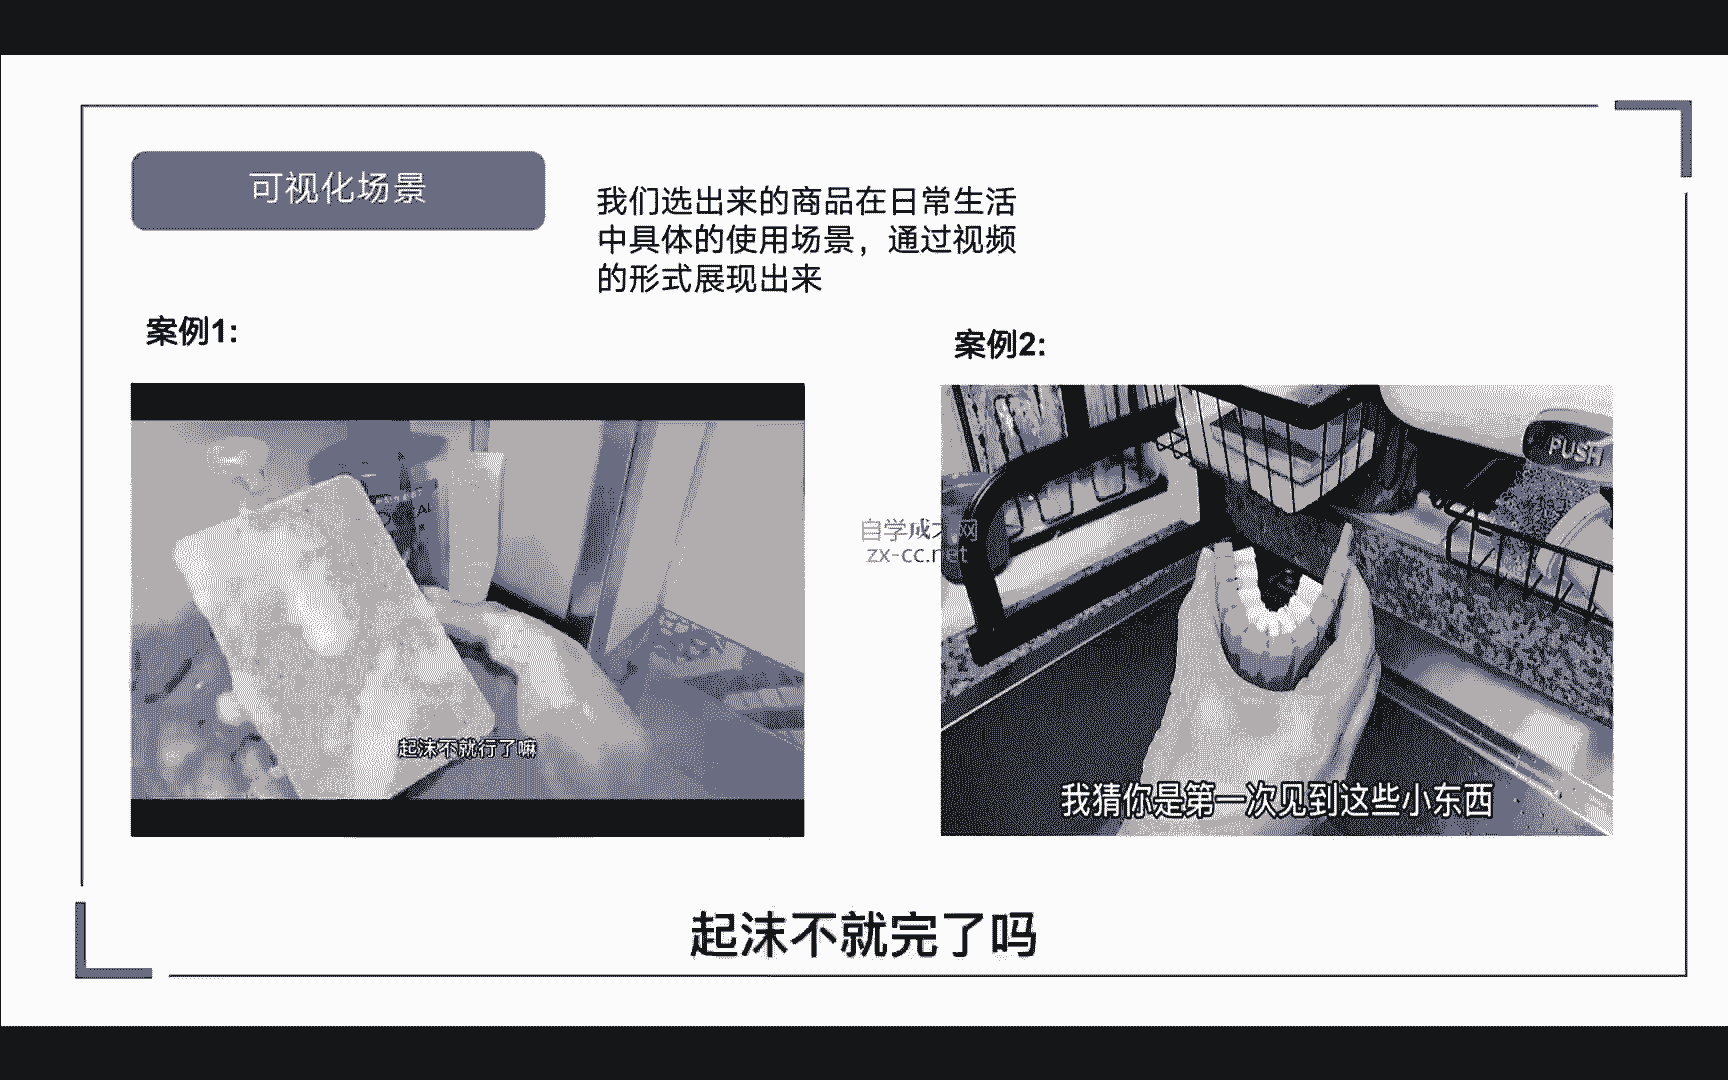 可视化场景
我们选出来的商品在日常生活
中具体的使用场景，通过视频
的形式展现出来
案例1:
案例2:
PUSH
自学成才网
zx-cc.net
起沫不就行了嘛
我猜你是第一次见到这些小东西
起沫不就完了吗